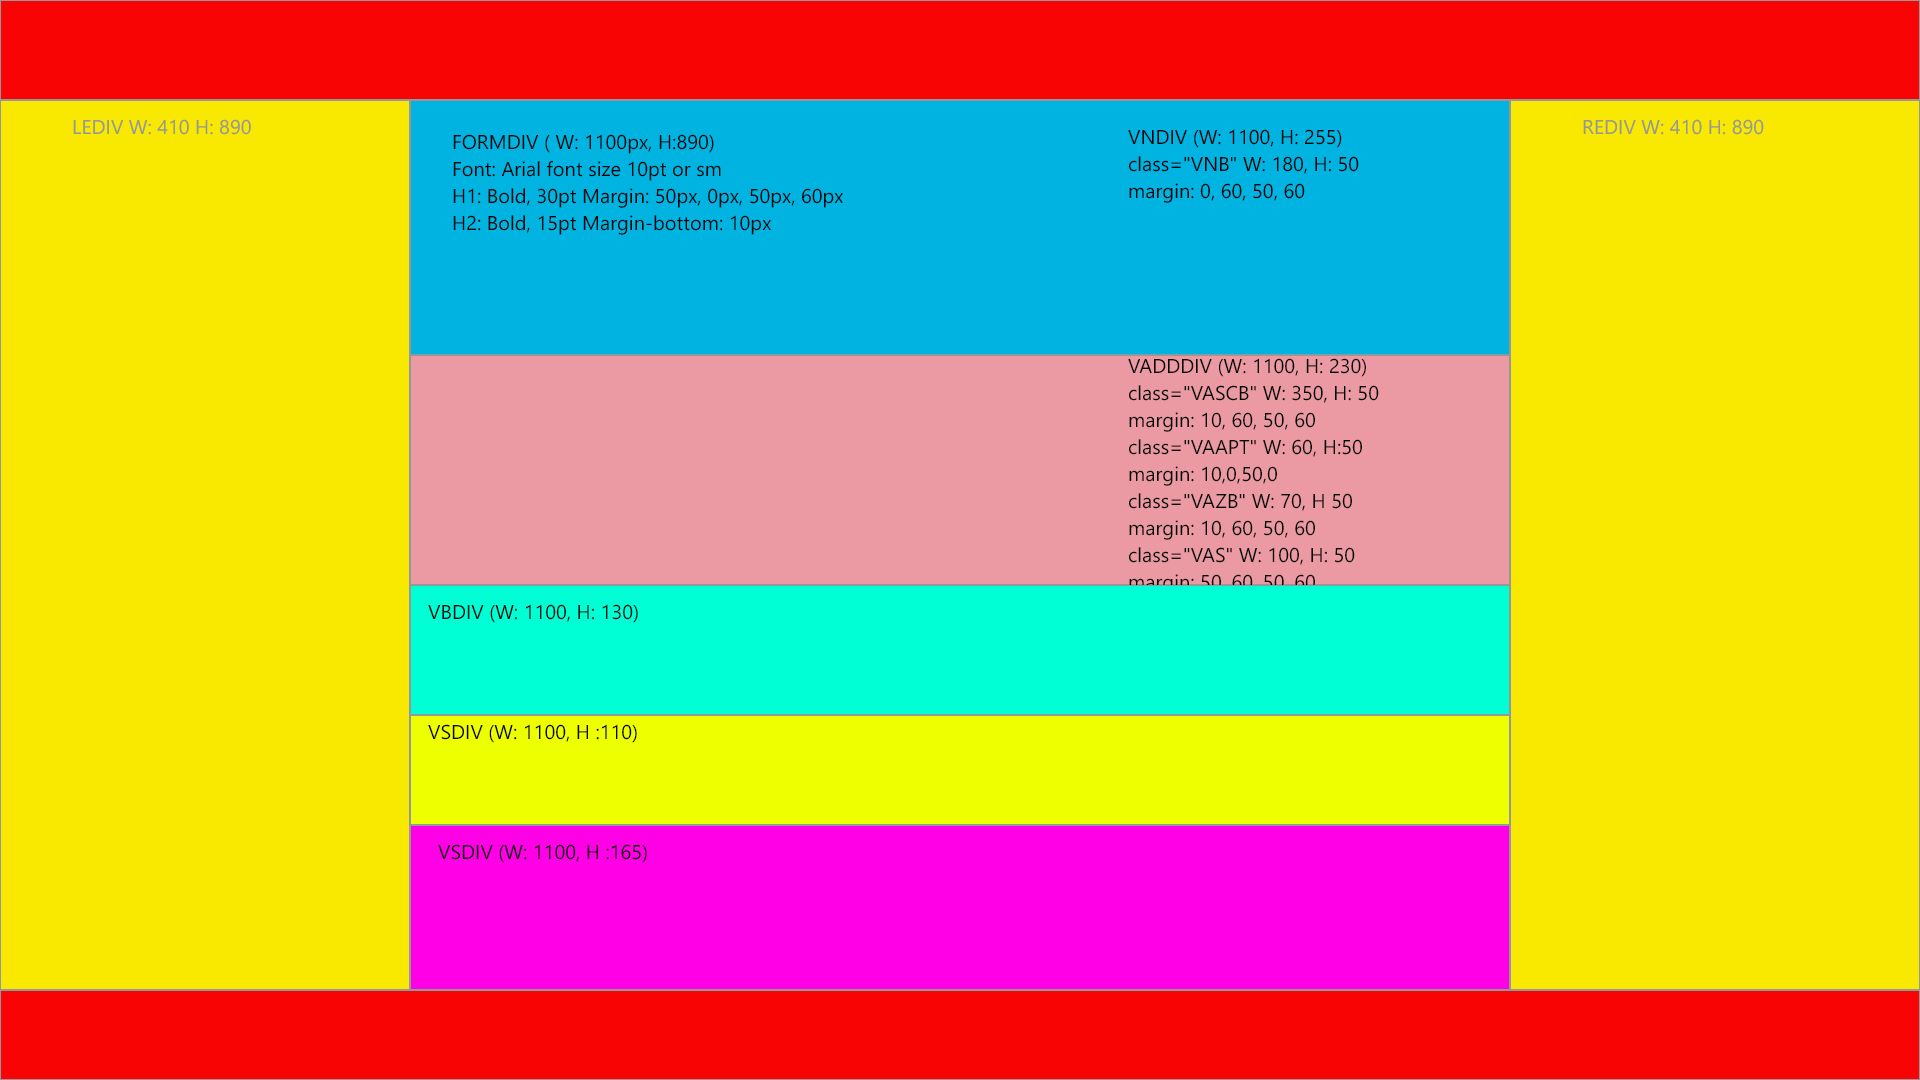 LEDIV W: 410 H: 890
FORMDIV ( W: 1100px, H:890)
Font: Arial font size 10pt or sm
H1: Bold, 30pt Margin: 50px, 0px, 50px, 60px
H2: Bold, 15pt Margin-bottom: 10px
VNDIV (W: 1100, H: 255)
class="VNB" W: 180, H: 50
margin: 0, 60, 50, 60
REDIV W: 410 H: 890
VADDDIV (W: 1100, H: 230)
class="VASCB" W: 350, H: 50
margin: 10, 60, 50, 60
class="VAAPT" W: 60, H:50
margin: 10,0,50,0
class="VAZB" W: 70, H 50
margin: 10, 60, 50, 60
class="VAS" W: 100, H: 50
margin: 50, 60, 50, 60
VBDIV (W: 1100, H: 130)
VSDIV (W: 1100, H :110)
VSDIV (W: 1100, H :165)